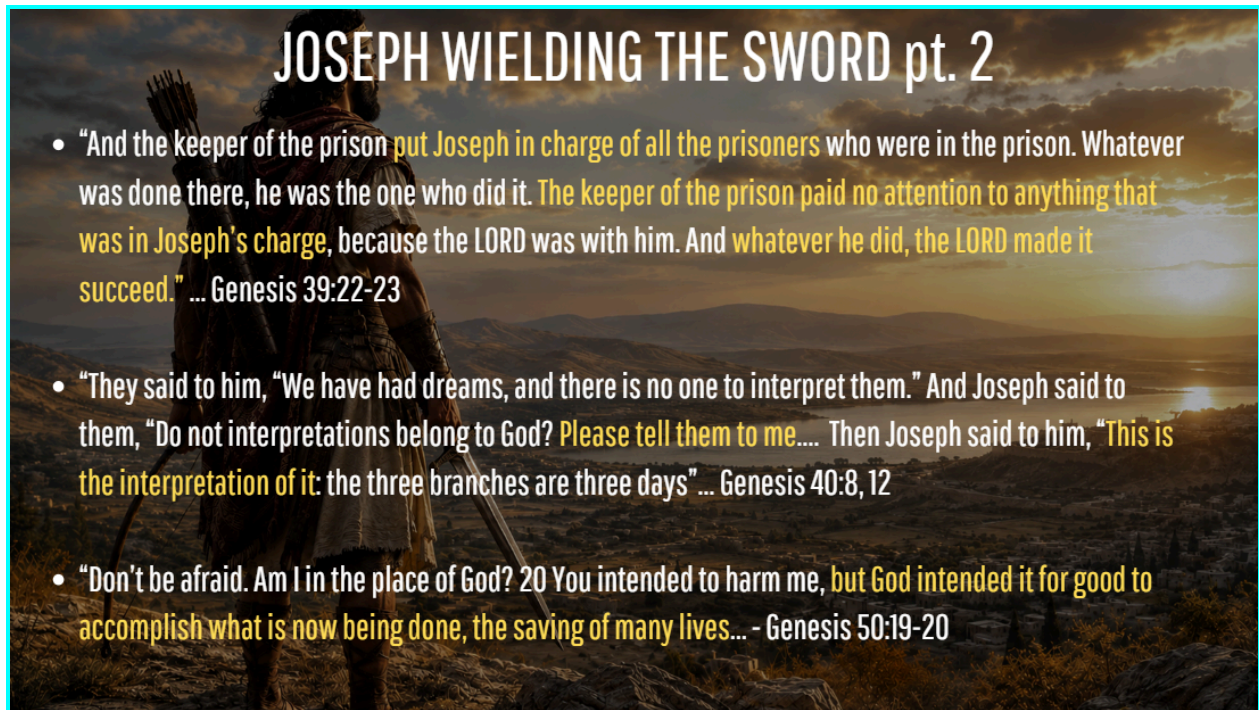 JOSEPH WIELDING THE SWORD pt. 2
• “And the keeper of the prison put Joseph in charge of all the prisoners who were in the prison. Whatever
was done there, he was the one who did it. The keeper of the prison paid no attention to anything that
was in Joseph’s charge, because the LORD was with him. And whatever he did, the LORD made it
succeed.” ... Genesis 39:22-23
• “They said to him, “We have had dreams, and there is no one to interpret them.” And Joseph said to
them, “Do not interpretations belong to God? Please tell them to me.... Then Joseph said to him, “This is
the interpretation of it: the three branches are three days”... Genesis 40:8, 12
• “Don’t be afraid. Am I in the place of God? 20 You intended to harm me, but God intended it for good to
accomplish what is now being done, the saving of many lives... - Genesis 50:19-20